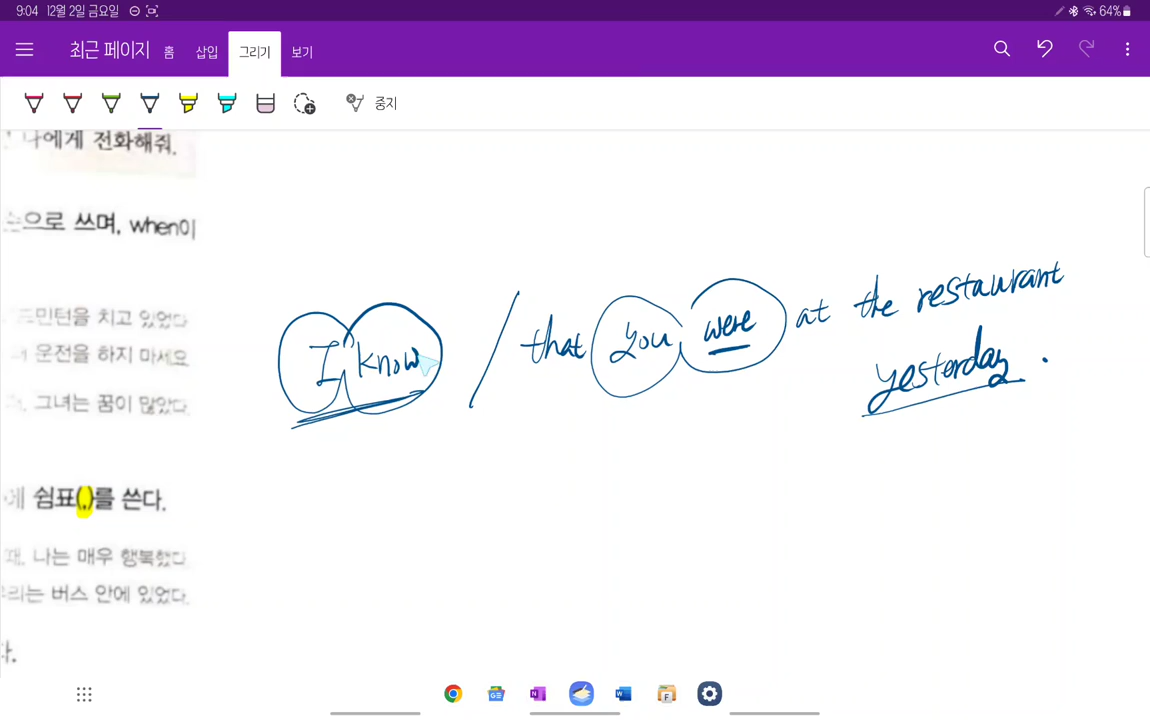 9:04 12월 2일 금요일 64%
최근 페이지 홈 삽입 그리기 보기
중지
나에게 전화해줘.
으로 쓰며, when이
치고 있었다
운전을 하지 마세요
그녀는 꿈이 많았다.
I know / that you were at the restaurant
yesterday.
에 쉼표(,)를 쓴다.
때, 나는 매우 행복했다
리는 버스 안에 있었다.
다.